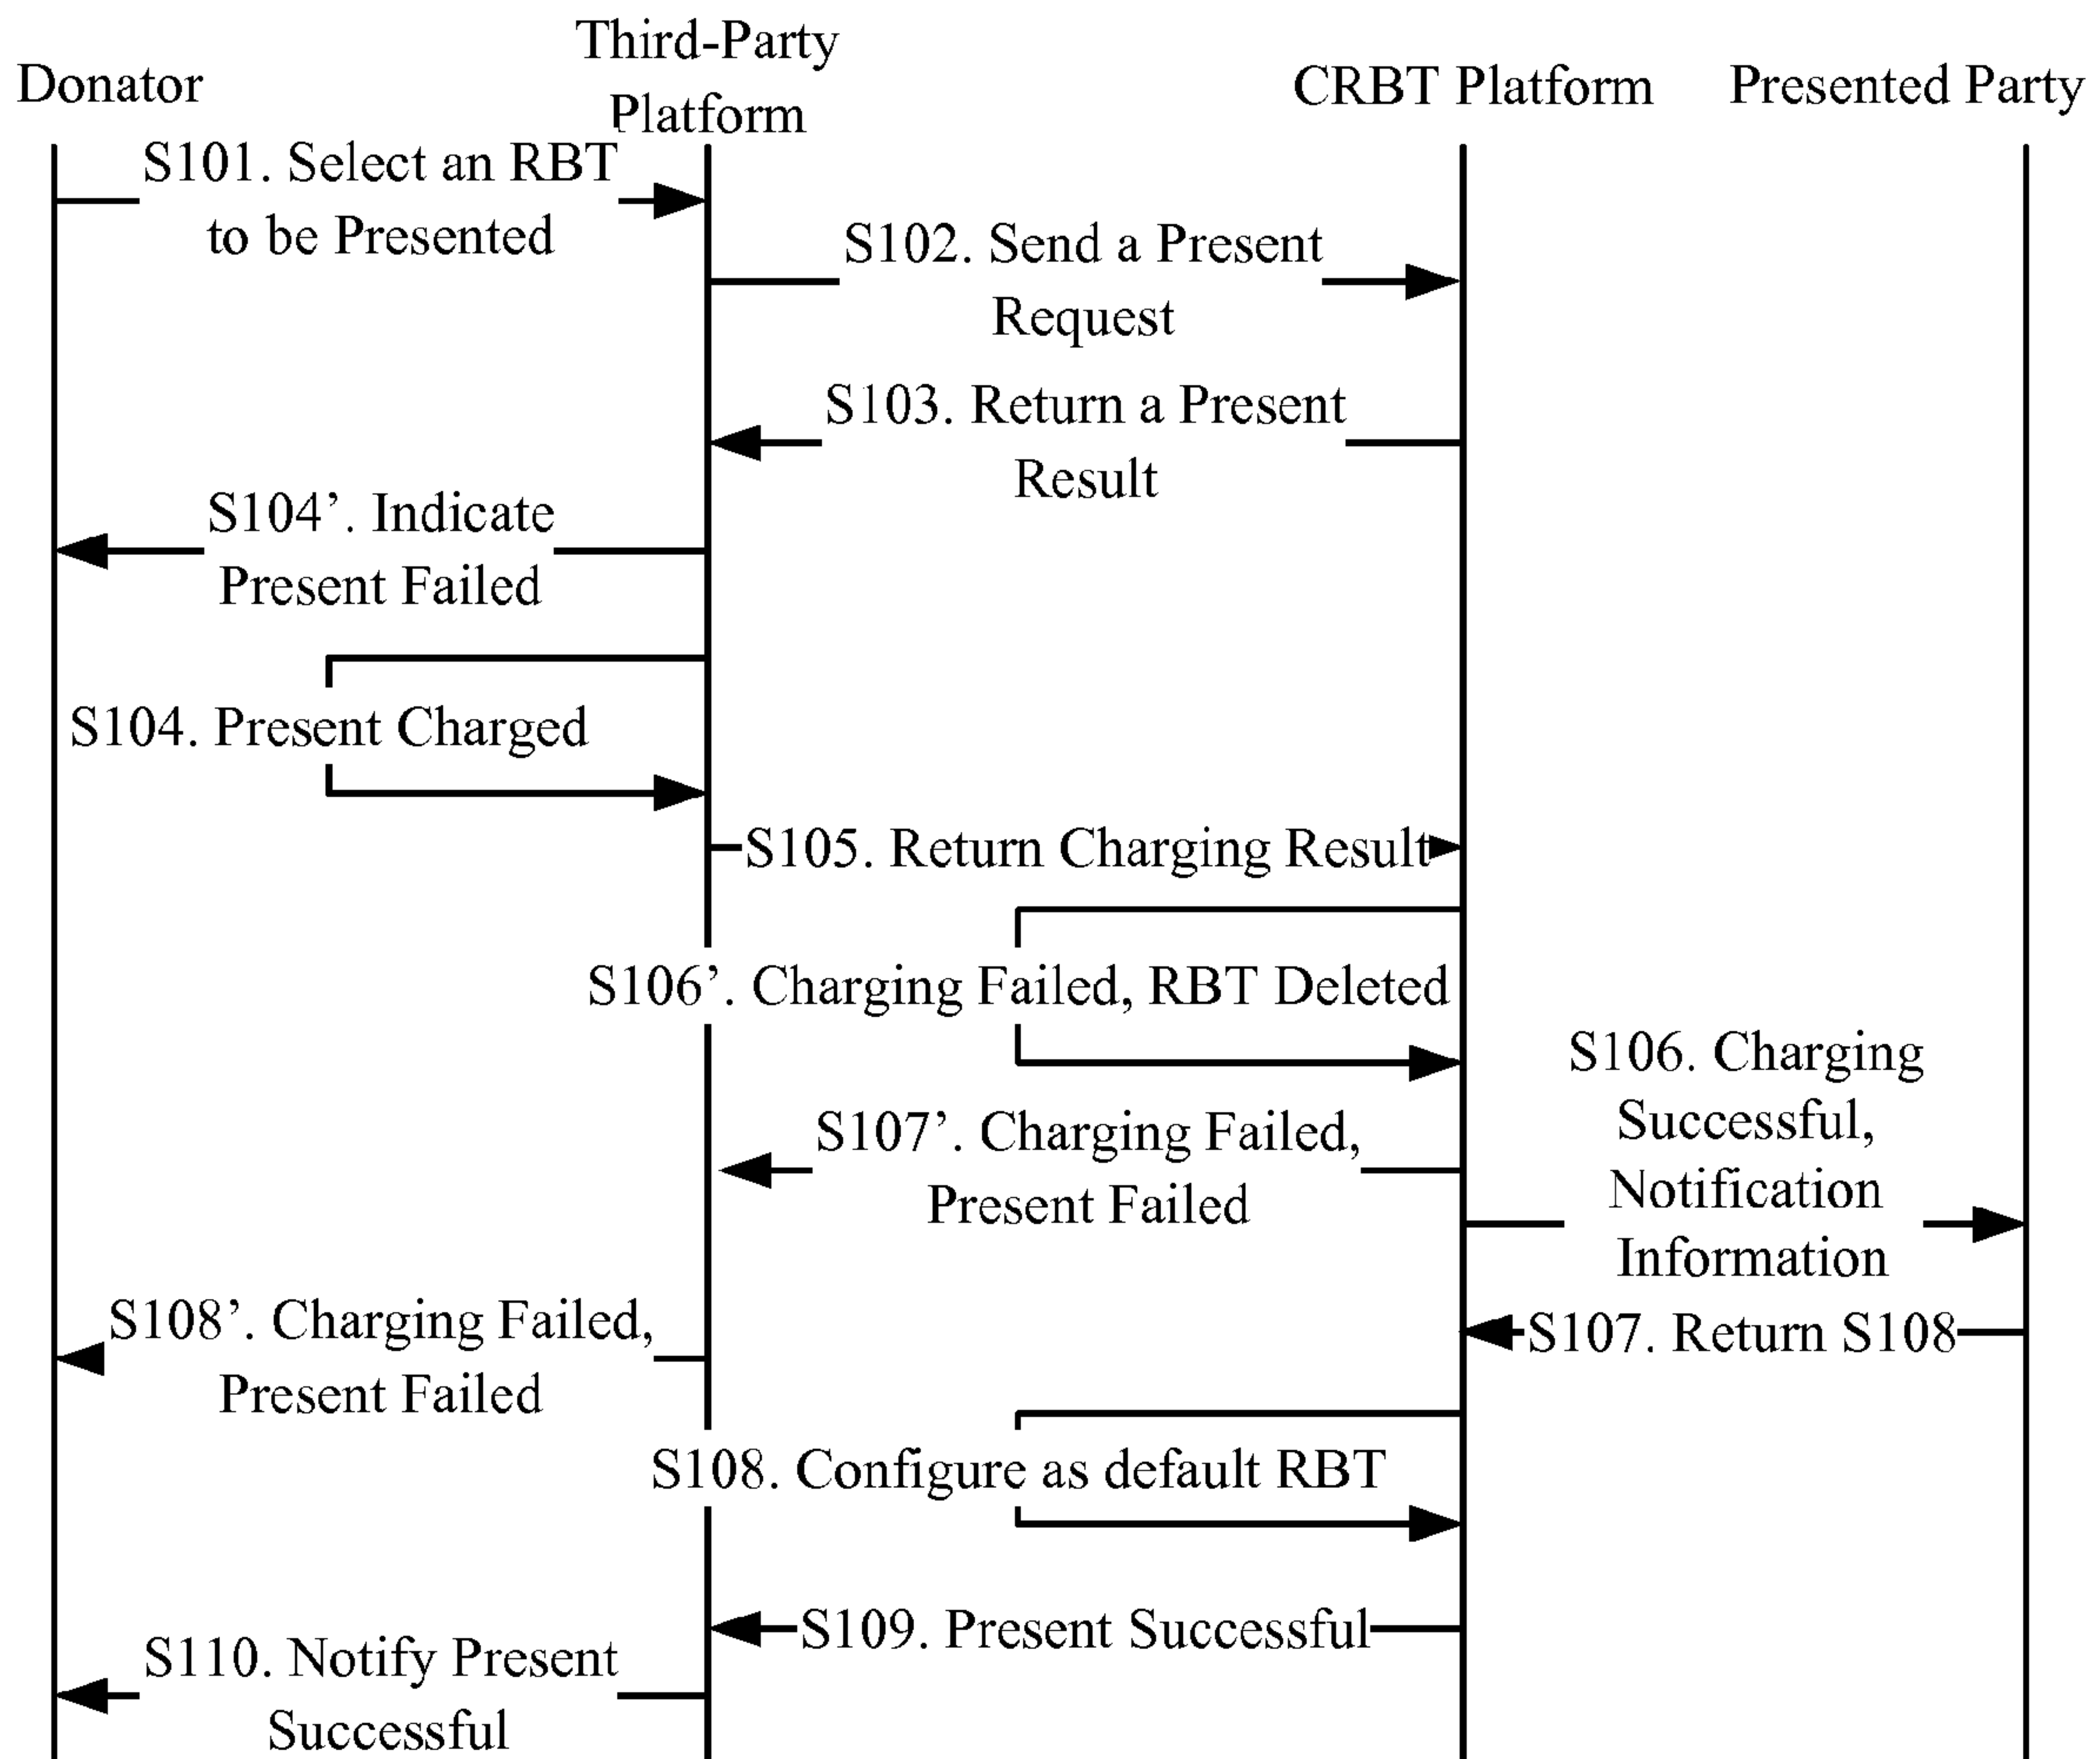 Donator
Third-Party
Platform
CRBT Platform
Presented Party
S101. Select an RBT
to be Presented
S102. Send a Present
Request
S103. Return a Present
Result
S104’. Indicate
Present Failed
S104. Present Charged
S105. Return Charging Result
S106’. Charging Failed, RBT Deleted
S106. Charging
Successful,
Notification
Information
S107’. Charging Failed,
Present Failed
S107. Return S108
S108’. Charging Failed,
Present Failed
S108. Configure as default RBT
S109. Present Successful
S110. Notify Present
Successful